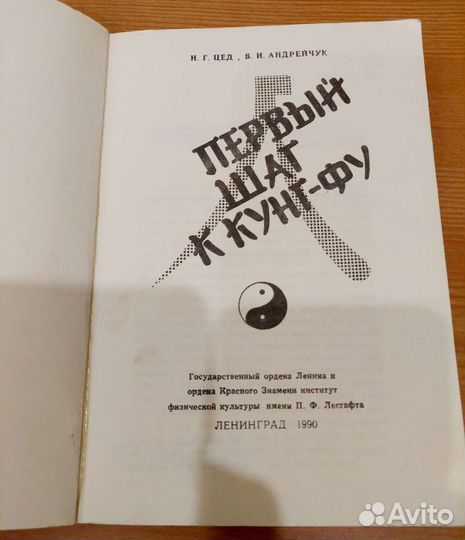 Н. Г. ЦЕД , В. И. АНДРЕЙЧУК
ПЕРВЫЙ
ШАГ
К КУНГ-ФУ
Государственный ордена Ленина и
ордена Красного Знамени институт
физической культуры имени П. Ф. Лесгафта
ЛЕНИНГРАД 1990
Avito